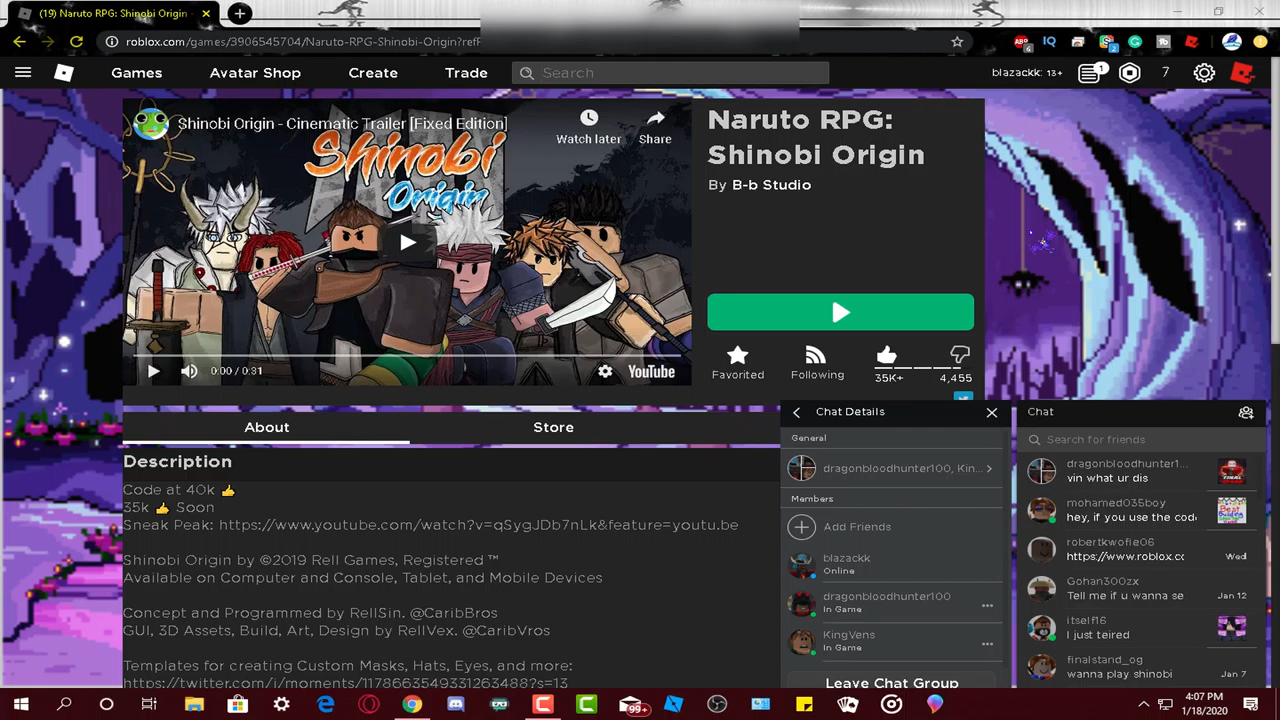 (19) Naruto RPG: Shinobi Origin -
roblox.com/games/3906545704/Naruto-RPG-Shinobi-Origin?refP
Games
Avatar Shop
Create
Trade
Search
blazackk: 13+
1
7
Shinobi Origin - Cinematic Trailer [Fixed Edition]
Watch later
Share
Shinobi
Origin
0:00 / 0:31
YouTube
Naruto RPG:
Shinobi Origin
By B-b Studio
Favorited
Following
35K+
4,455
About
Store
Description
Code at 40k 👍
35k 👍 Soon
Sneak Peak: https://www.youtube.com/watch?v=qSygJDb7nLk&feature=youtu.be
Shinobi Origin by ©2019 Rell Games, Registered ™
Available on Computer and Console, Tablet, and Mobile Devices
Concept and Programmed by RellSin. @CaribBros
GUI, 3D Assets, Build, Art, Design by RellVex. @CaribVros
Templates for creating Custom Masks, Hats, Eyes, and more:
https://twitter.com/i/moments/1178663549331263488?s=13
Chat Details
General
dragonbloodhunter100, Kin...
Members
Add Friends
blazackk
Online
dragonbloodhunter100
In Game
KingVens
In Game
Leave Chat Group
Chat
Search for friends
dragonbloodhunter1...
vin what ur dis
mohamed035boy
hey, if you use the code
robertkwofie06
https://www.roblox.cc
Wed
Gohan300zx
Tell me if u wanna se
Jan 12
itself16
I just teired
finalstand_og
wanna play shinobi
Jan 7
99+
4:07 PM
1/18/2020